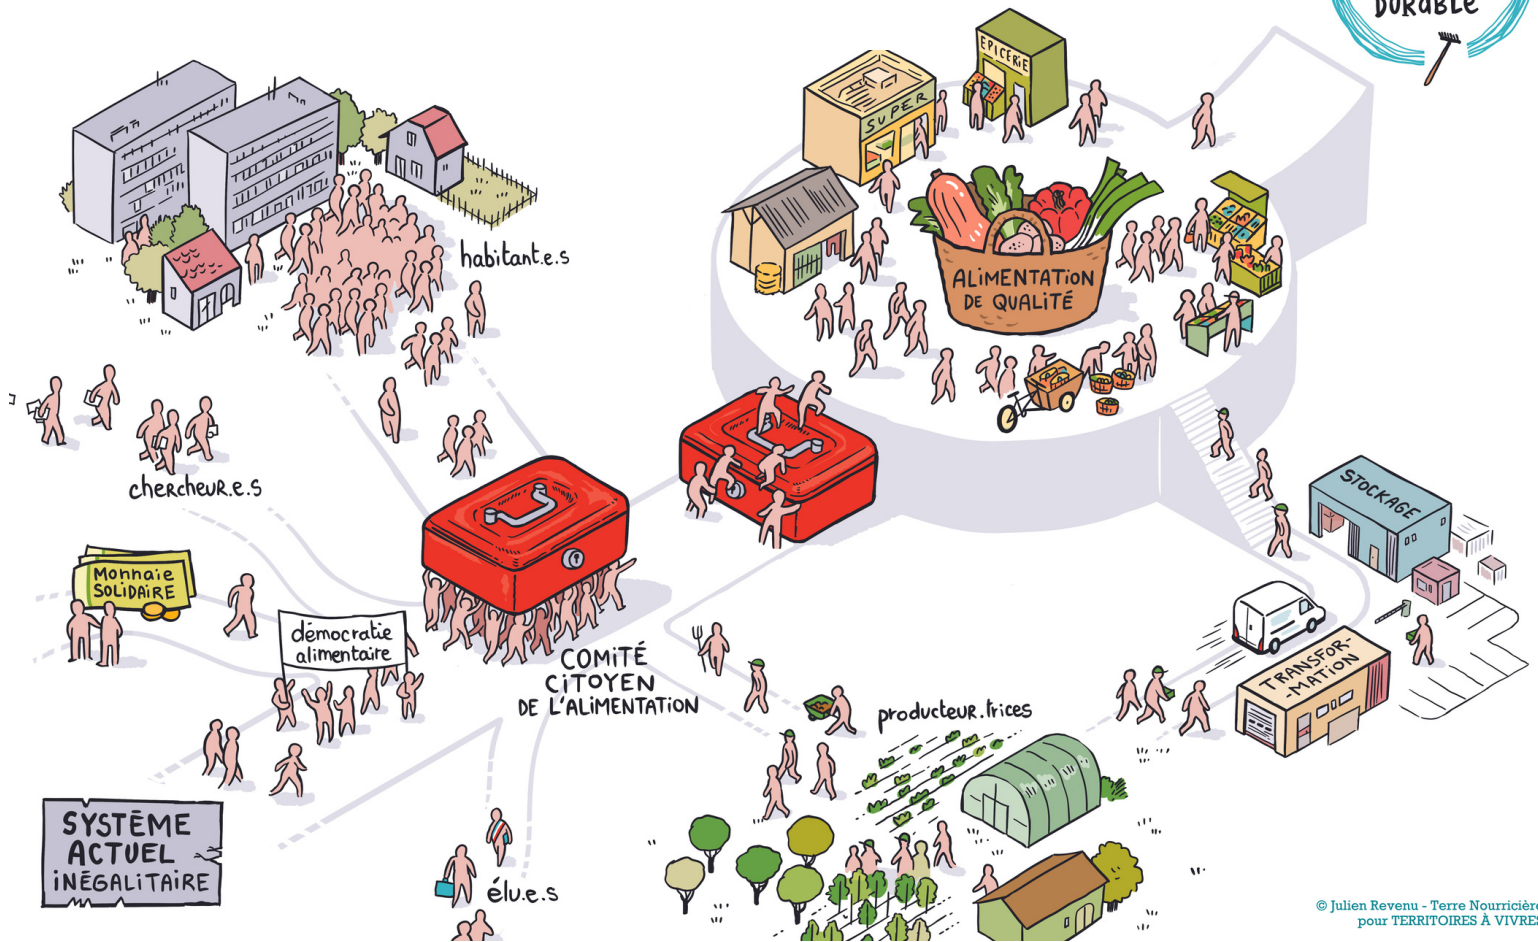 DURABLE
EPICERIE
SUPER
habitant.e.s
ALIMENTATION
DE QUALITÉ
chercheur.e.s
STOCKAGE
Monnaie
SOLIDAIRE
démocratie
alimentaire
COMITÉ
CITOYEN
DE L'ALIMENTATION
TRANSFOR-
-MATION
producteur.trices
SYSTÈME
ACTUEL
INÉGALITAIRE
élu.e.s
© Julien Revenu - Terre Nourricière
pour TERRITOIRES À VIVRES